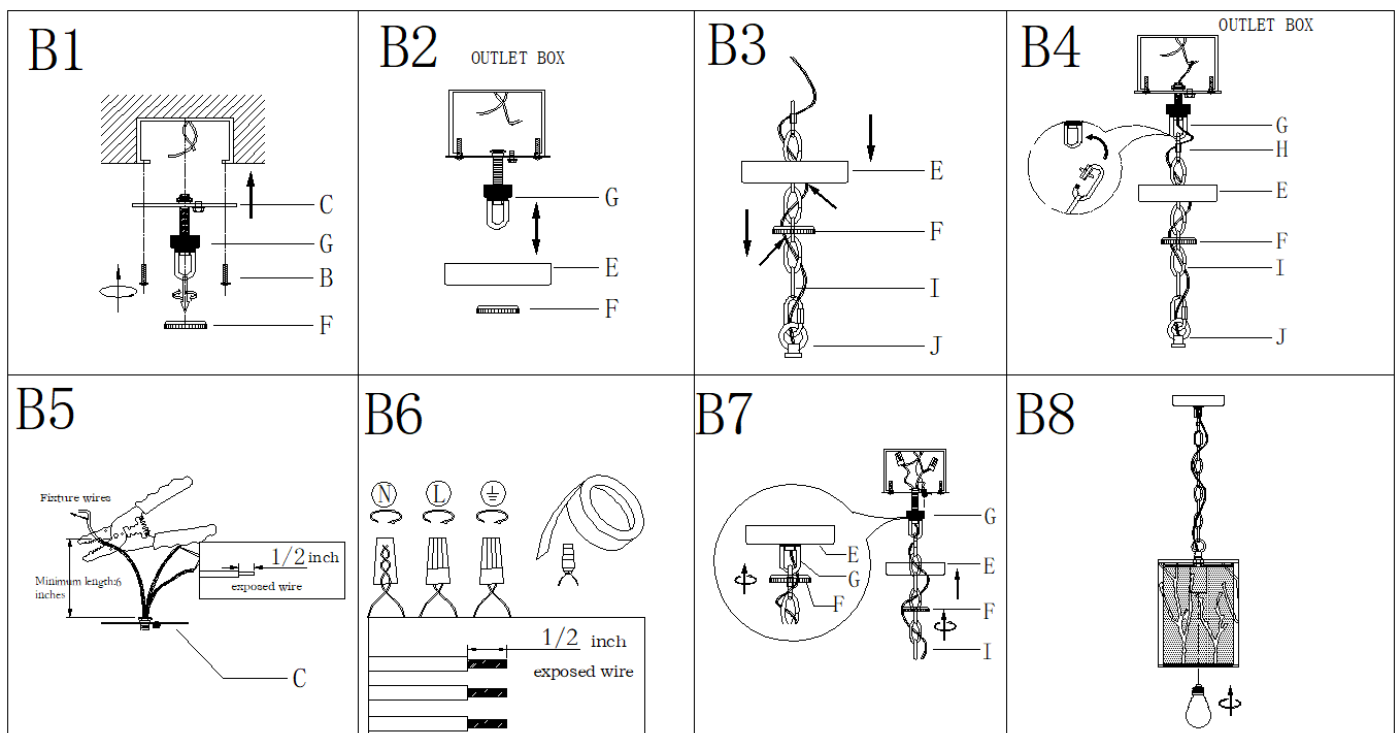 B1
C
G
B
F
B2
OUTLET BOX
G
E
F
B3
E
F
I
J
B4
OUTLET BOX
G
H
E
F
I
J
B5
Fixture wires
Minimum length:6
inches
1/2 inch
exposed wire
C
B6
N L
1/2 inch
exposed wire
B7
E
G
F
G
E
F
I
B8